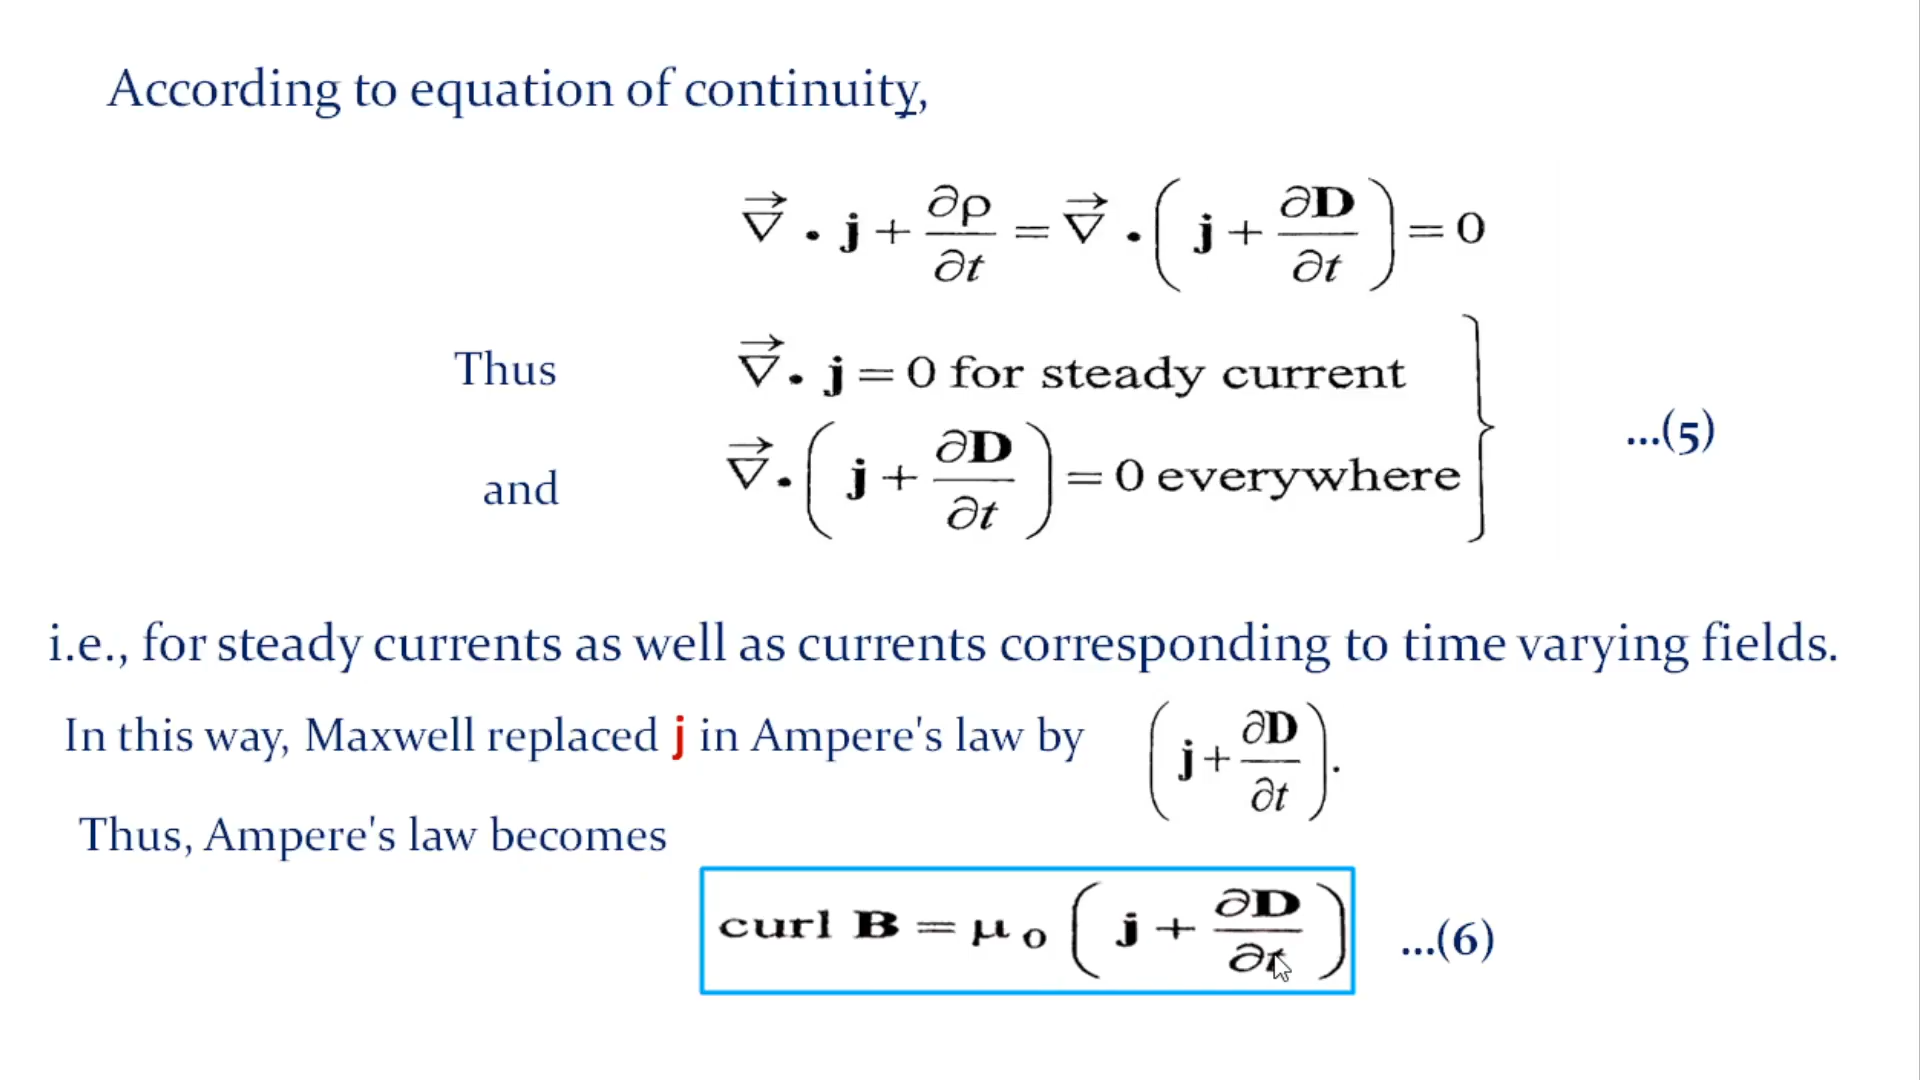 According to equation of continuity,
∇⃗ · j + ∂ρ/∂t = ∇⃗ · ( j + ∂D/∂t ) = 0
Thus ∇⃗ · j = 0 for steady current
and ∇⃗ · ( j + ∂D/∂t ) = 0 everywhere ...(5)
i.e., for steady currents as well as currents corresponding to time varying fields.
In this way, Maxwell replaced j in Ampere's law by ( j + ∂D/∂t ).
Thus, Ampere's law becomes
curl B = μ₀ ( j + ∂D/∂t ) ...(6)